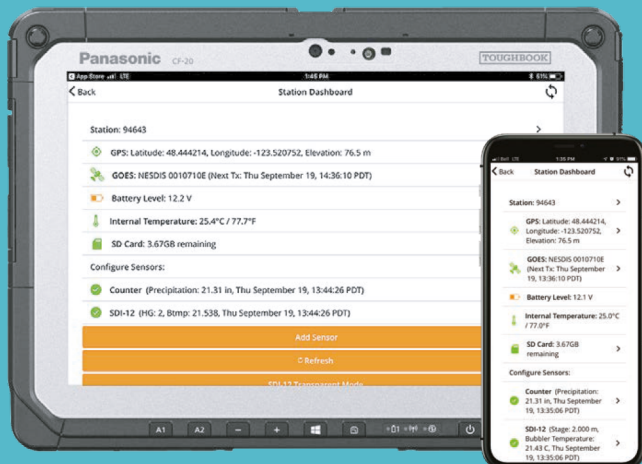 Panasonic CF-20
TOUGHBOOK
App Store LTE 1:46 PM 51%
Back Station Dashboard
Station: 94643
GPS: Latitude: 48.444214, Longitude: -123.520752, Elevation: 76.5 m
GOES: NESDIS 0010710E (Next Tx: Thu September 19, 14:36:10 PDT)
Battery Level: 12.2 V
Internal Temperature: 25.4°C / 77.7°F
SD Card: 3.67GB remaining
Configure Sensors:
Counter (Precipitation: 21.31 in, Thu September 19, 13:44:26 PDT)
SDI-12 (HG: 2, Btmp: 21.538, Thu September 19, 13:44:26 PDT)
Add Sensor
Refresh
SDI-12 Transparent Mode
A1 A2 - +
Bell LTE 1:35 PM 51%
Back Station Dashboard
Station: 94643
GPS: Latitude: 48.444214,
Longitude: -123.520752,
Elevation: 76.5 m
GOES: NESDIS 0010710E
(Next Tx: Thu September
19, 13:36:10 PDT)
Battery Level: 12.1 V
Internal Temperature: 25.0°C
/ 77.0°F
SD Card: 3.67GB
remaining
Configure Sensors:
Counter (Precipitation:
21.31 in, Thu September
19, 13:35:06 PDT)
SDI-12 (Stage: 2.000 m,
Bubbler Temperature:
21.43 C, Thu September
19, 13:35:06 PDT)